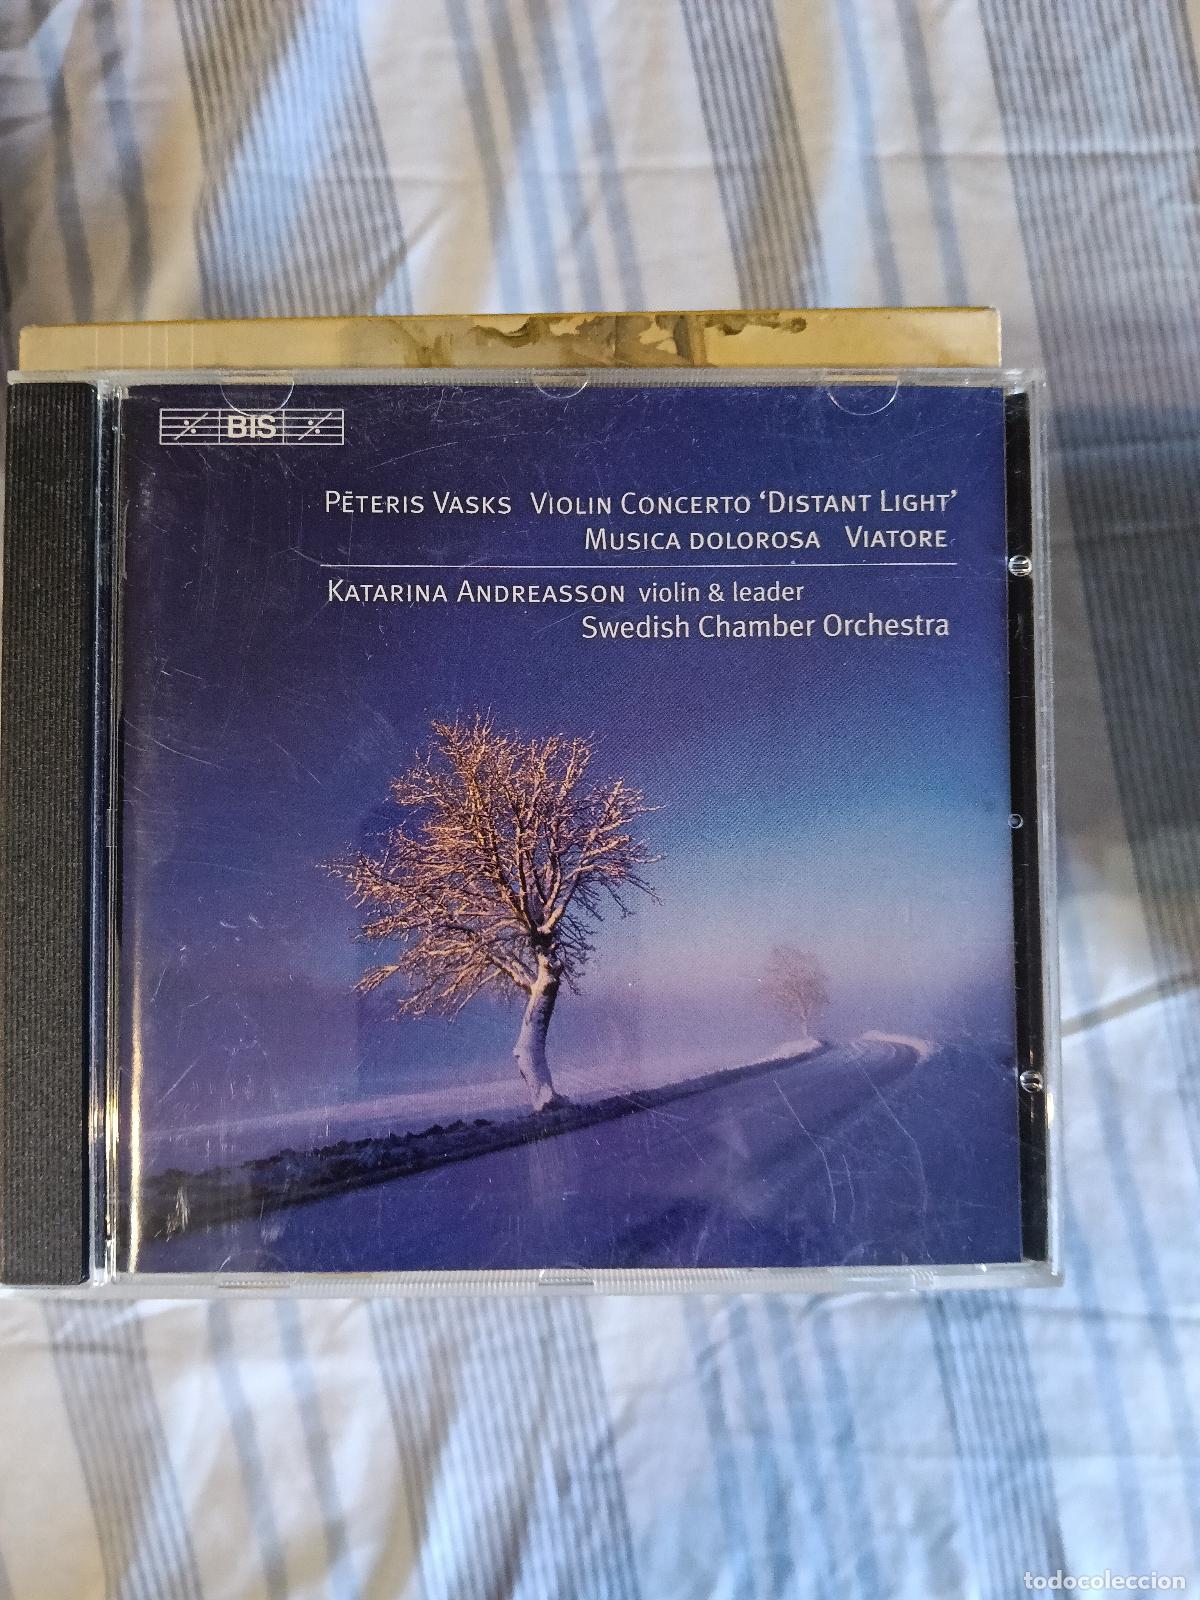 BIS
PĒTERIS VASKS VIOLIN CONCERTO ‘DISTANT LIGHT’
MUSICA DOLOROSA VIATORE
KATARINA ANDREASSON violin & leader
Swedish Chamber Orchestra
todocoleccion